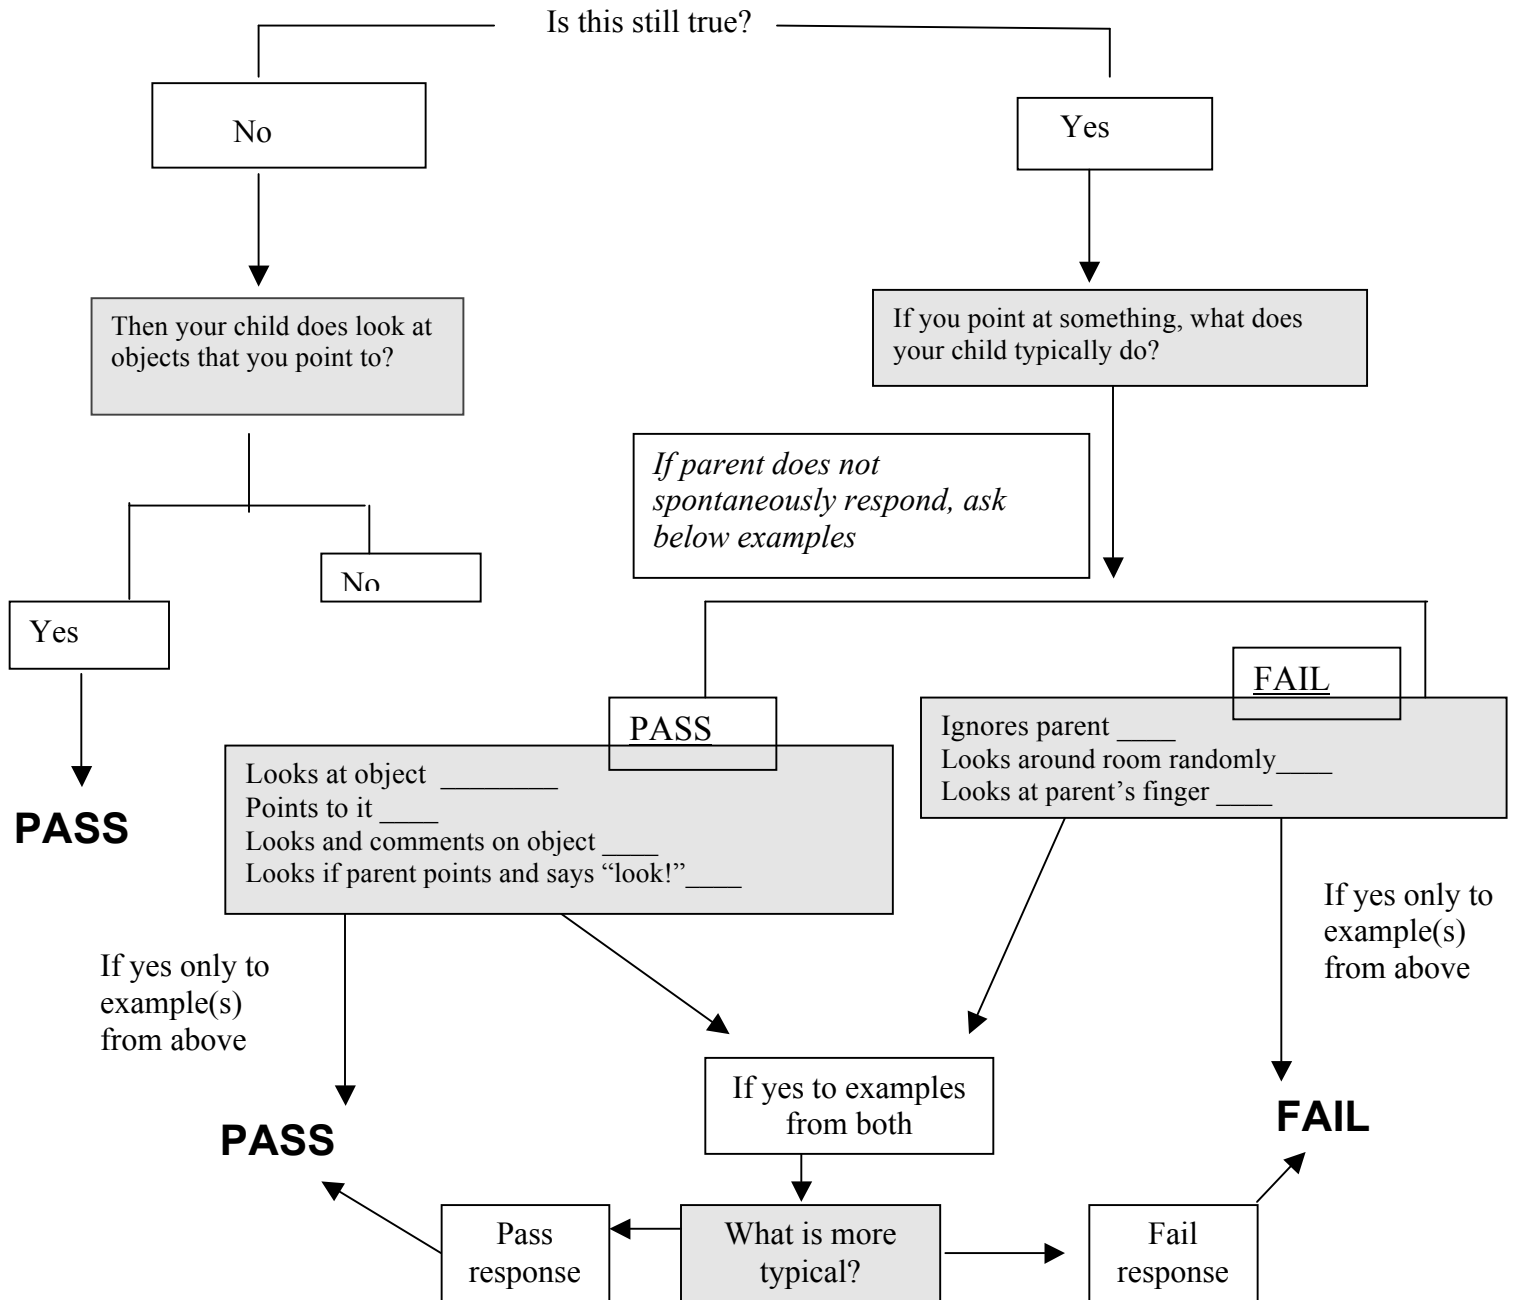 Is this still true?
No
Yes
Then your child does look at
objects that you point to?
If you point at something, what does
your child typically do?
If parent does not
spontaneously respond, ask
below examples
No
Yes
FAIL
PASS
Ignores parent ____
Looks around room randomly____
Looks at parent’s finger ____
Looks at object ________
Points to it ____
Looks and comments on object ____
Looks if parent points and says “look!”____
PASS
If yes only to
example(s)
from above
If yes only to
example(s)
from above
If yes to examples
from both
PASS
FAIL
Pass
response
What is more
typical?
Fail
response